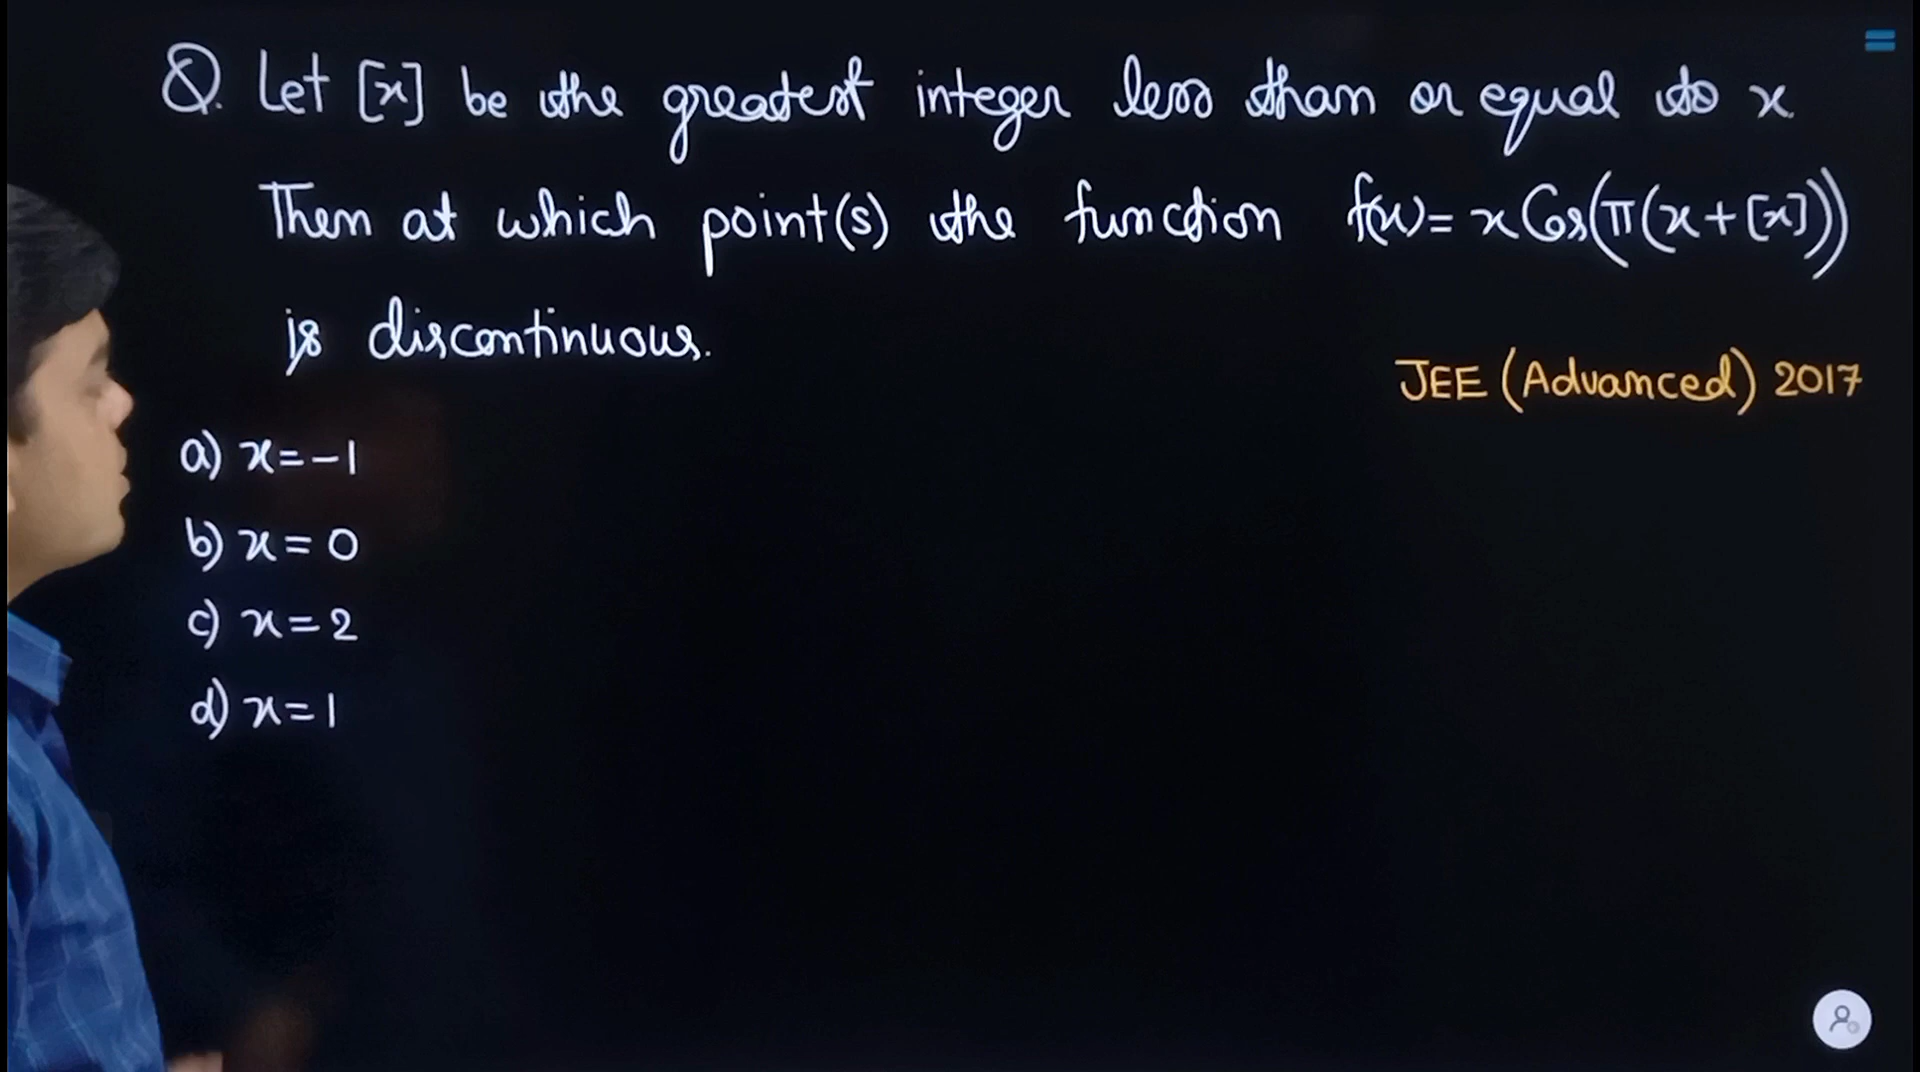 Q. Let [x] be the greatest integer less than or equal to x.
Then at which point(s) the function f(x)= x Cos(π(x+[x]))
is discontinuous.
JEE (Advanced) 2017
a) x=-1
b) x=0
c) x=2
d) x=1